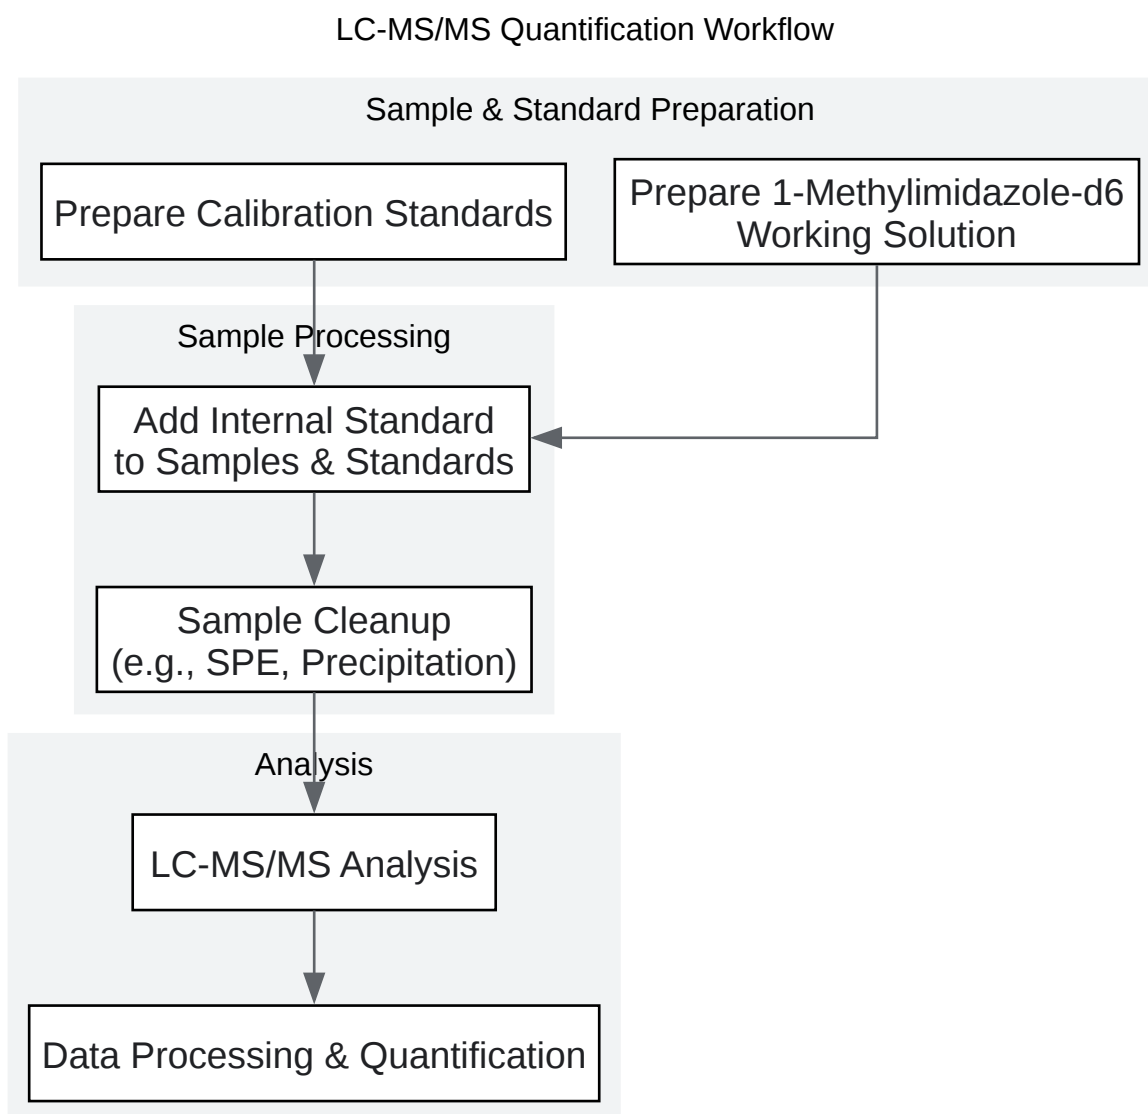 LC-MS/MS Quantification Workflow
Sample & Standard Preparation
Prepare Calibration Standards
Prepare 1-Methylimidazole-d6
Working Solution
Sample Processing
Add Internal Standard
to Samples & Standards
Sample Cleanup
(e.g., SPE, Precipitation)
Analysis
LC-MS/MS Analysis
Data Processing & Quantification